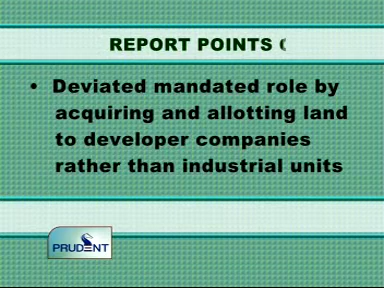 REPORT POINTS
• Deviated mandated role by
acquiring and allotting land
to developer companies
rather than industrial units
PRUDENT